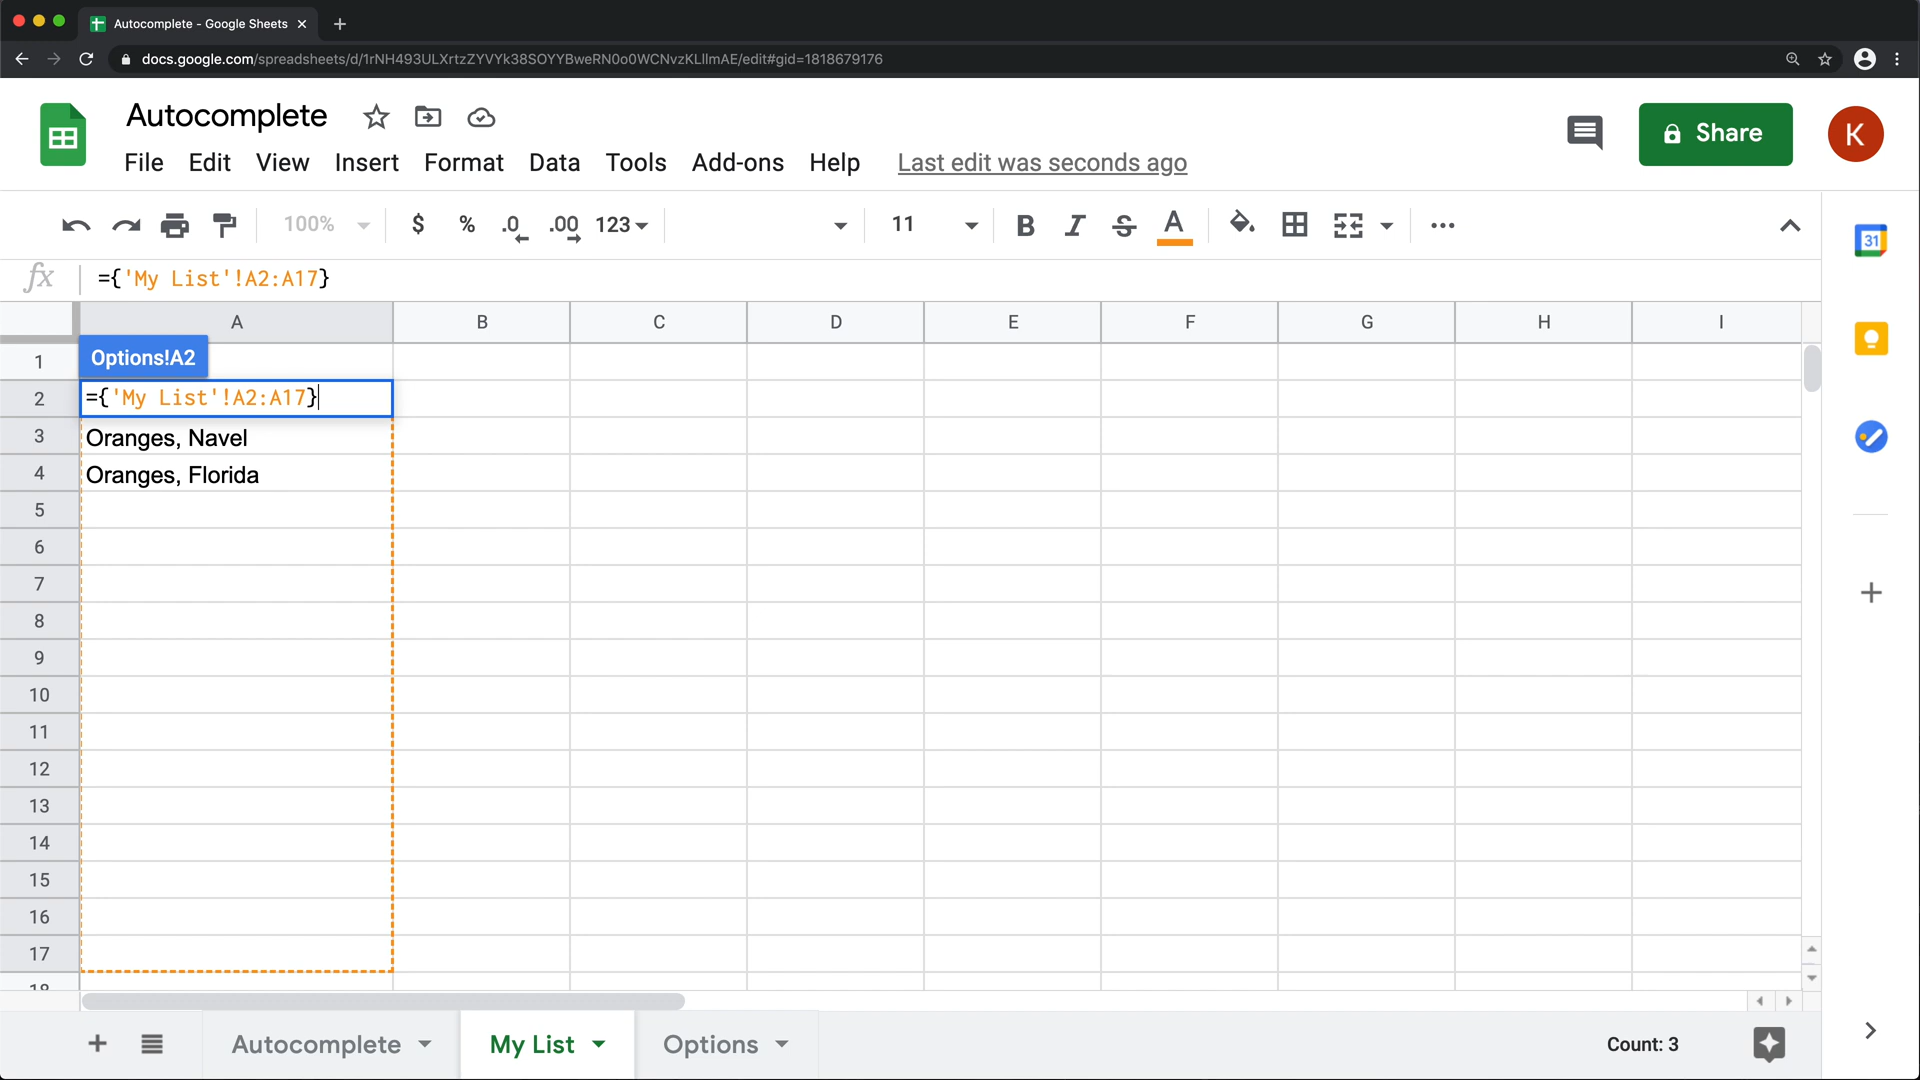 Autocomplete - Google Sheets
docs.google.com/spreadsheets/d/1rNH493ULXrtzZYVYk38SOYYBweRN0o0WCNvzKLlImAE/edit#gid=1818679176
Autocomplete
Share
K
File Edit View Insert Format Data Tools Add-ons Help Last edit was seconds ago
100% $ % .0 .00 123 11 B I S A
31
fx ={'My List'!A2:A17}
A B C D E F G H I
Options!A2
1
2 ={'My List'!A2:A17}
3 Oranges, Navel
4 Oranges, Florida
5
6
7
8
9
10
11
12
13
14
15
16
17
18
Autocomplete My List Options Count: 3